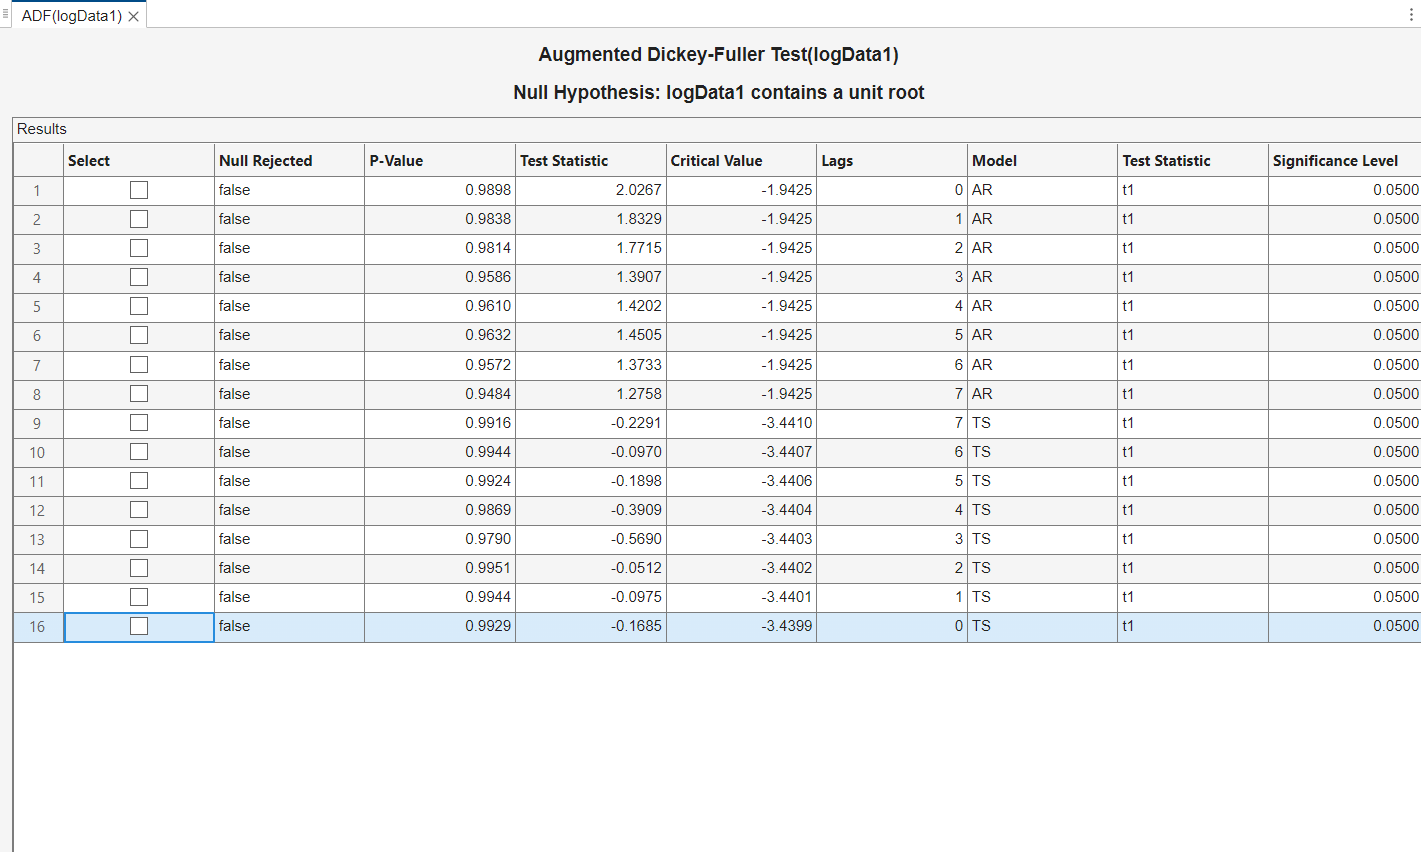 ADF(logData1)
Augmented Dickey-Fuller Test(logData1)
Null Hypothesis: logData1 contains a unit root
Results
Select Null Rejected P-Value Test Statistic Critical Value Lags Model Test Statistic Significance Level
1 false 0.9898 2.0267 -1.9425 0 AR t1 0.0500
2 false 0.9838 1.8329 -1.9425 1 AR t1 0.0500
3 false 0.9814 1.7715 -1.9425 2 AR t1 0.0500
4 false 0.9586 1.3907 -1.9425 3 AR t1 0.0500
5 false 0.9610 1.4202 -1.9425 4 AR t1 0.0500
6 false 0.9632 1.4505 -1.9425 5 AR t1 0.0500
7 false 0.9572 1.3733 -1.9425 6 AR t1 0.0500
8 false 0.9484 1.2758 -1.9425 7 AR t1 0.0500
9 false 0.9916 -0.2291 -3.4410 7 TS t1 0.0500
10 false 0.9944 -0.0970 -3.4407 6 TS t1 0.0500
11 false 0.9924 -0.1898 -3.4406 5 TS t1 0.0500
12 false 0.9869 -0.3909 -3.4404 4 TS t1 0.0500
13 false 0.9790 -0.5690 -3.4403 3 TS t1 0.0500
14 false 0.9951 -0.0512 -3.4402 2 TS t1 0.0500
15 false 0.9944 -0.0975 -3.4401 1 TS t1 0.0500
16 false 0.9929 -0.1685 -3.4399 0 TS t1 0.0500